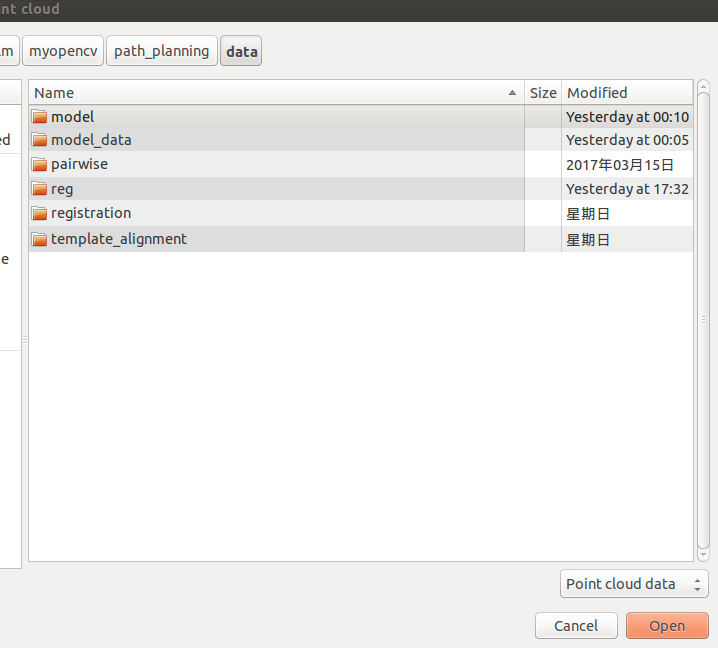 nt cloud
m myopencv path_planning data
Name Size Modified
model Yesterday at 00:10
model_data Yesterday at 00:05
pairwise 2017年03月15日
reg Yesterday at 17:32
registration 星期日
template_alignment 星期日
ed
e
Point cloud data
Cancel Open